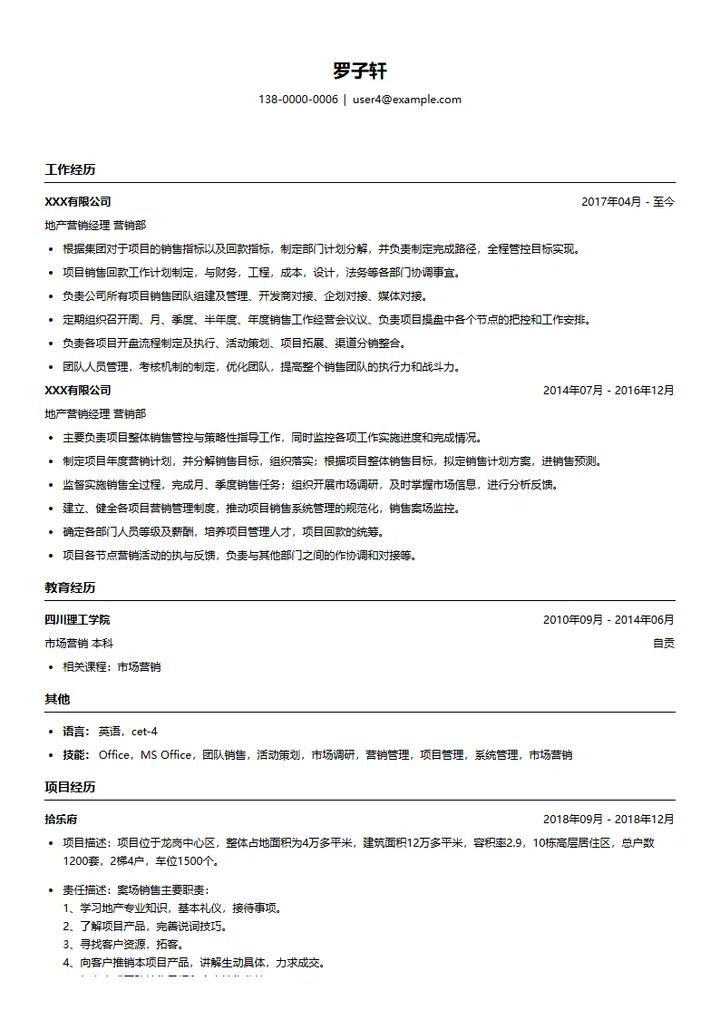 罗子轩
138-0000-0006 | user4@example.com
工作经历
XXX有限公司 2017年04月 - 至今
地产营销经理 营销部
• 根据集团对于项目的销售指标以及回款指标，制定部门计划分解，并负责制定完成路径，全程管控目标实现。
• 项目销售回款工作计划制定，与财务，工程，成本，设计，法务等各部门协调事宜。
• 负责公司所有项目销售团队组建及管理、开发商对接、企划对接、媒体对接。
• 定期组织召开周、月、季度、半年度、年度销售工作经营会议议、负责项目操盘中各个节点的把控和工作安排。
• 负责各项目开盘流程制定及执行、活动策划、项目拓展、渠道分销整合。
• 团队人员管理，考核机制的制定，优化团队，提高整个销售团队的执行力和战斗力。
XXX有限公司 2014年07月 - 2016年12月
地产营销经理 营销部
• 主要负责项目整体销售管控与策略性指导工作，同时监控各项工作实施进度和完成情况。
• 制定项目年度营销计划，并分解销售目标，组织落实；根据项目整体销售目标，拟定销售计划方案，进销售预测。
• 监督实施销售全过程，完成月、季度销售任务；组织开展市场调研，及时掌握市场信息，进行分析反馈。
• 建立、健全各项目营销管理制度，推动项目销售系统管理的规范化，销售案场监控。
• 确定各部门人员等级及薪酬，培养项目管理人才，项目回款的统筹。
• 项目各节点营销活动的执与反馈，负责与其他部门之间的作协调和对接等。
教育经历
四川理工学院 2010年09月 - 2014年06月
市场营销 本科 自贡
• 相关课程：市场营销
其他
• 语言： 英语，cet-4
• 技能： Office，MS Office，团队销售，活动策划，市场调研，营销管理，项目管理，系统管理，市场营销
项目经历
拾乐府 2018年09月 - 2018年12月
• 项目描述：项目位于龙岗中心区，整体占地面积为4万多平米，建筑面积12万多平米，容积率2.9，10栋高层居住区，总户数
1200套，2梯4户，车位1500个。
• 责任描述：案场销售主要职责：
1、学习地产专业知识，基本礼仪，接待事项。
2、了解项目产品，完善说词技巧。
3、寻找客户资源，拓客。
4、向客户推销本项目产品，讲解生动具体，力求成交。